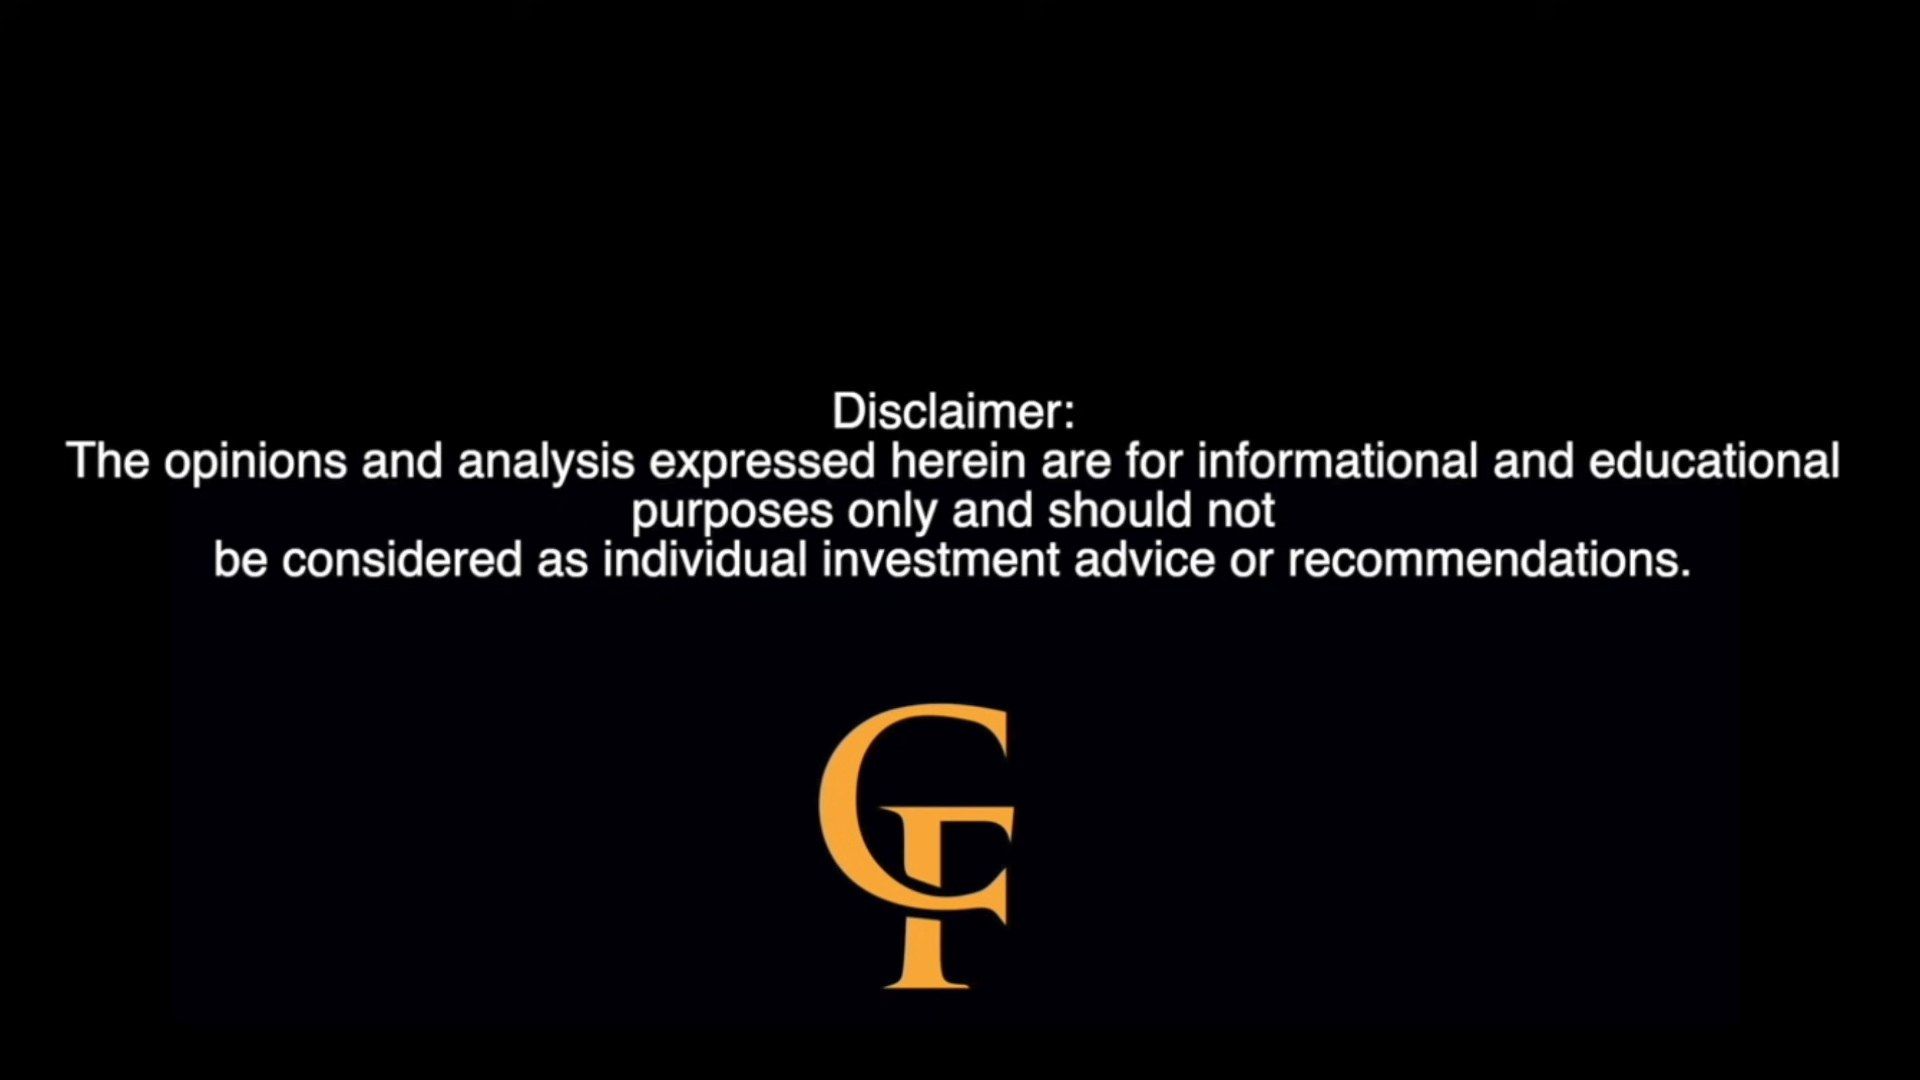 Disclaimer:
The opinions and analysis expressed herein are for informational and educational
purposes only and should not
be considered as individual investment advice or recommendations.
CF